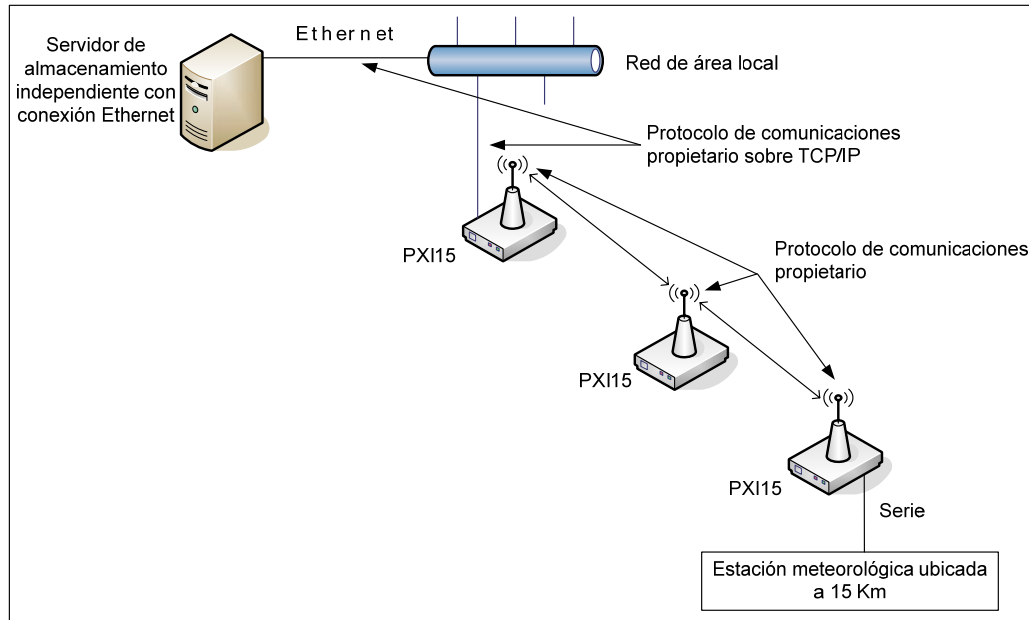 Servidor de
almacenamiento
independiente con
conexión Ethernet
Ethernet
Red de área local
Protocolo de comunicaciones
propietario sobre TCP/IP
PXI15
Protocolo de comunicaciones
propietario
PXI15
PXI15
Serie
Estación meteorológica ubicada
a 15 Km